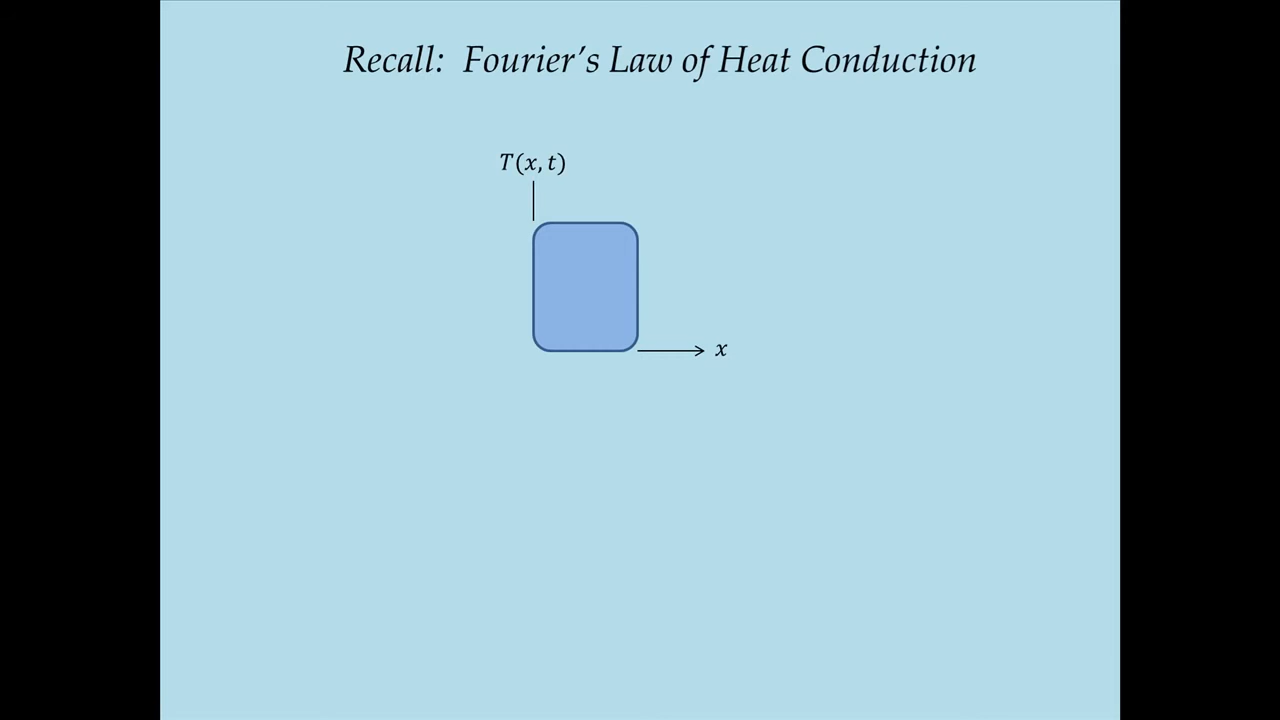 Recall: Fourier’s Law of Heat Conduction
T(x, t)
x